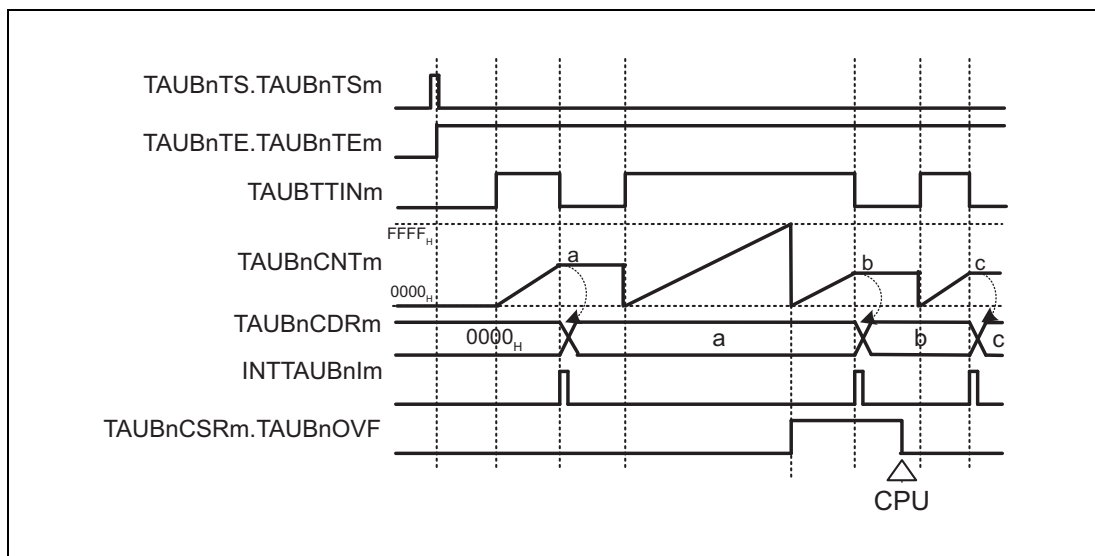 TAUBnTS.TAUBnTSm
TAUBnTE.TAUBnTEm
TAUBTTINm
FFFFH
TAUBnCNTm
a
b
c
0000H
TAUBnCDRm
0000H
a
b
c
INTTAUBnIm
TAUBnCSRm.TAUBnOVF
CPU